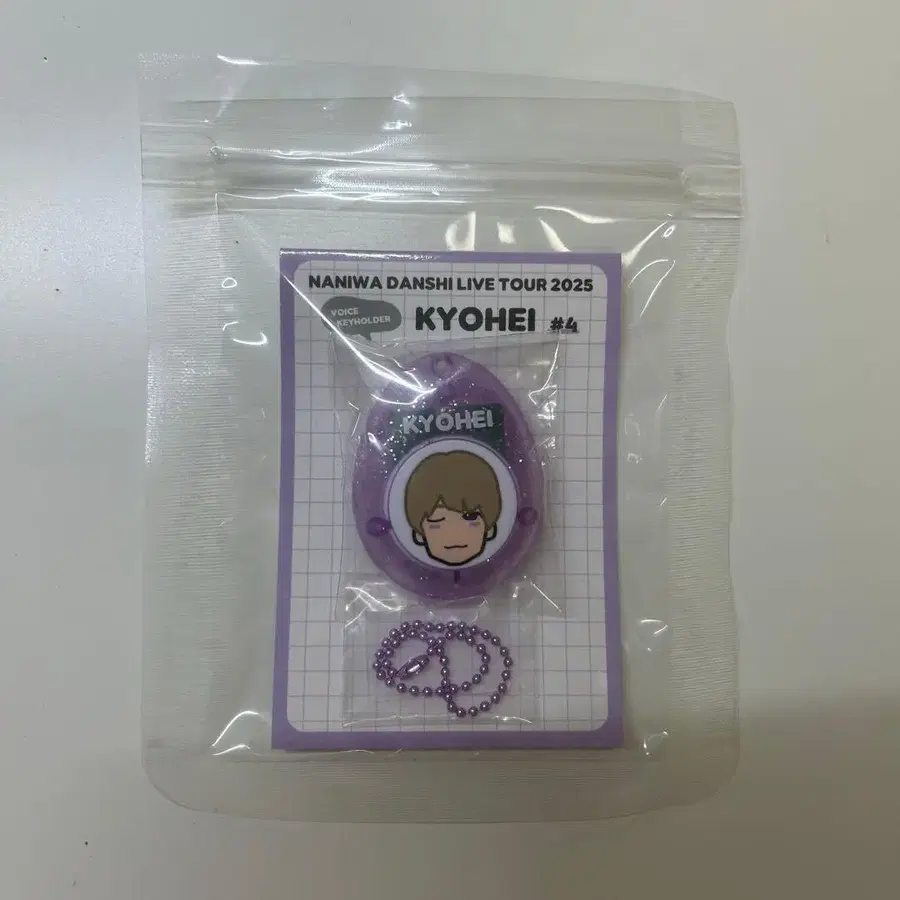 NANIWA DANSHI LIVE TOUR 2025
VOICE
KEYHOLDER
KYOHEI #4
KYOHEI